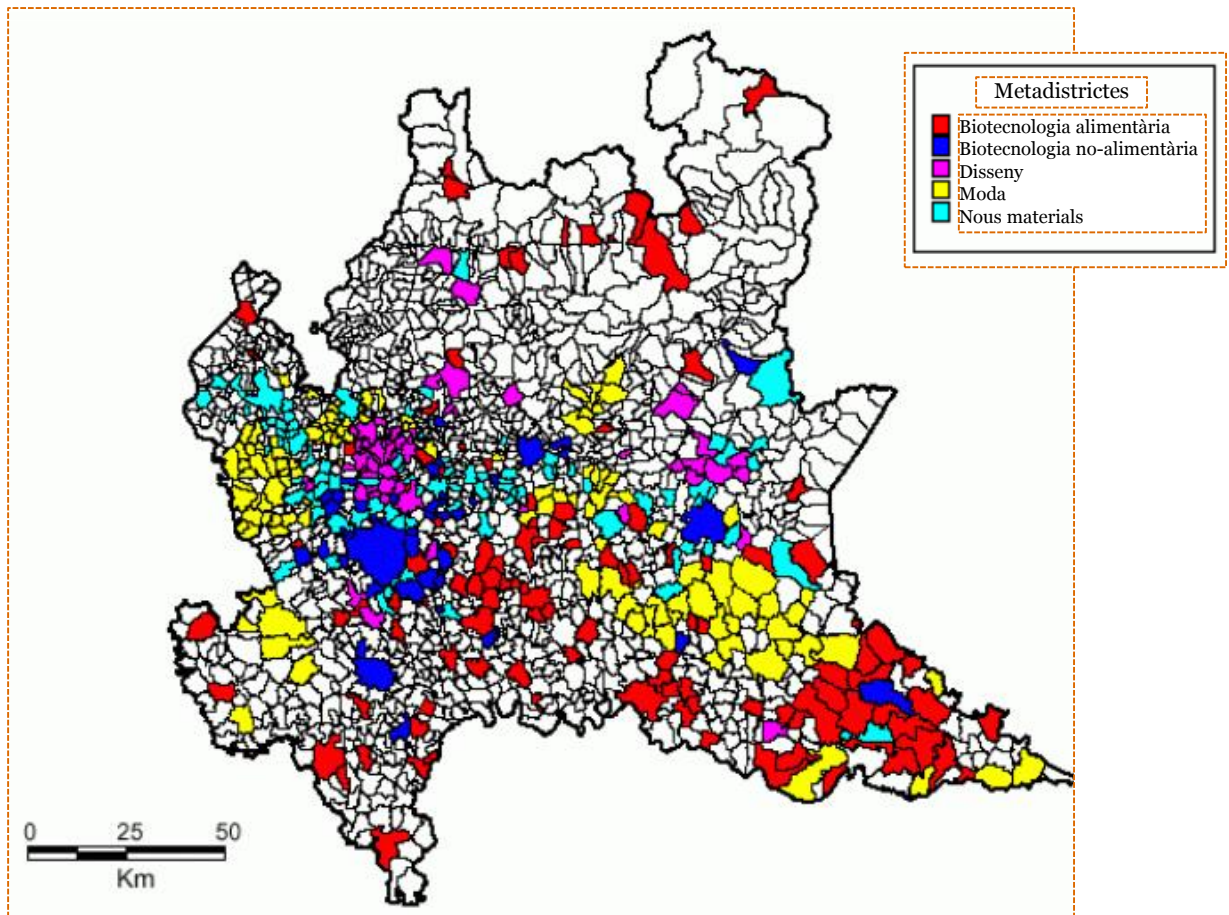 Metadistrictes
Biotecnologia alimentària
Biotecnologia no-alimentària
Disseny
Moda
Nous materials
0 25 50
Km